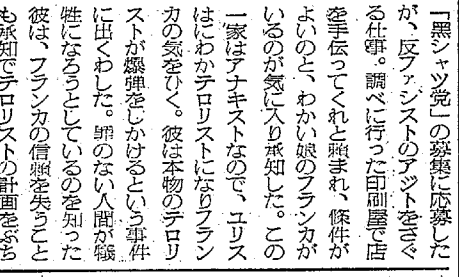 「黒シャツ党」の募集に応募した
が、反ファシストのアジトをさぐ
る仕事。調べに行った印刷屋で店
を手伝ってくれと頼まれ、條件が
よいのと、わかい娘のフランカが
いるのが気に入り承知した。この
一家はアナキストなので、ユリス
はにわかテロリストになりフラン
カの気をひく。彼は本物のテロリ
ストが爆弾をしかけるという事件
に出くわした。罪のない人間が犠
牲になろうとしているのを知った
彼は、フランカの信頼を失うこと
も承知でテロリストの計画をぶち